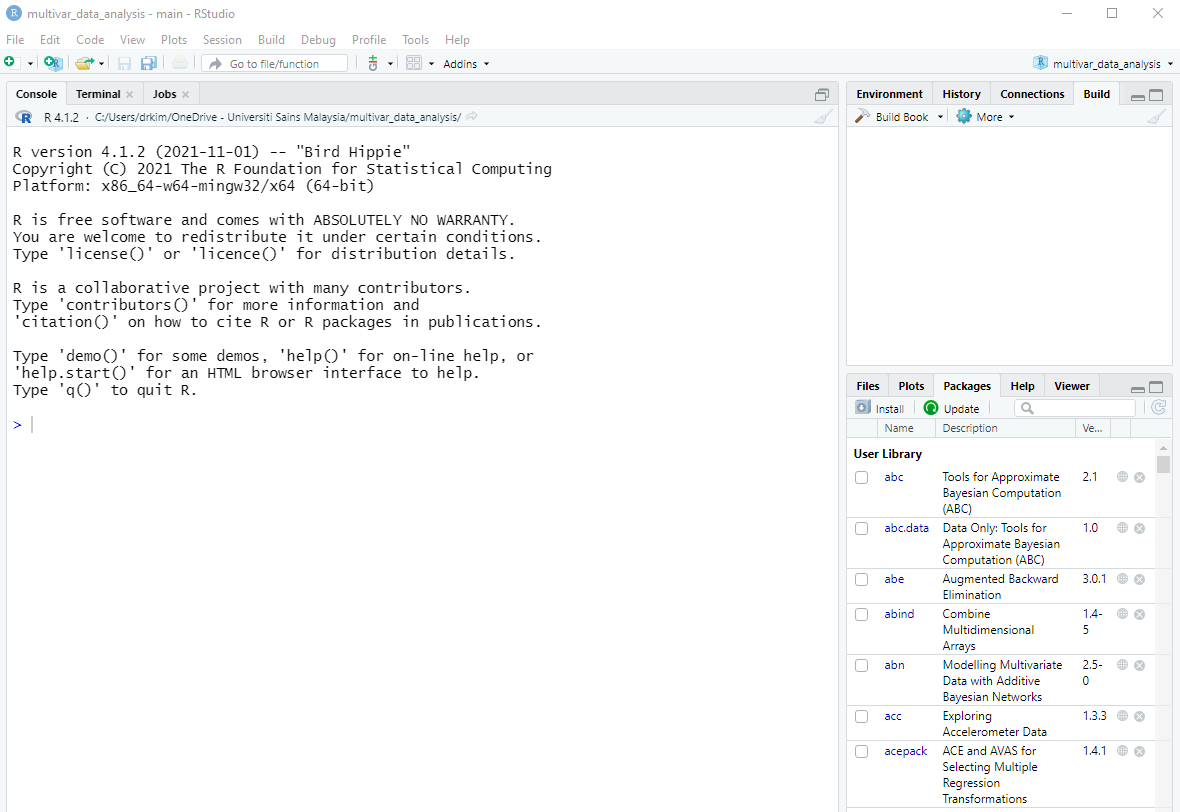 multivar_data_analysis - main - RStudio
File Edit Code View Plots Session Build Debug Profile Tools Help
Go to file/function Addins multivar_data_analysis
Console Terminal Jobs
R 4.1.2 · C:/Users/drkim/OneDrive - Universiti Sains Malaysia/multivar_data_analysis/
R version 4.1.2 (2021-11-01) -- "Bird Hippie"
Copyright (C) 2021 The R Foundation for Statistical Computing
Platform: x86_64-w64-mingw32/x64 (64-bit)
R is free software and comes with ABSOLUTELY NO WARRANTY.
You are welcome to redistribute it under certain conditions.
Type 'license()' or 'licence()' for distribution details.
R is a collaborative project with many contributors.
Type 'contributors()' for more information and
'citation()' on how to cite R or R packages in publications.
Type 'demo()' for some demos, 'help()' for on-line help, or
'help.start()' for an HTML browser interface to help.
Type 'q()' to quit R.
>
Environment History Connections Build
Build Book More
Files Plots Packages Help Viewer
Install Update
Name Description Ve...
User Library
abc Tools for Approximate 2.1
Bayesian Computation
(ABC)
abc.data Data Only: Tools for 1.0
Approximate Bayesian
Computation (ABC)
abe Augmented Backward 3.0.1
Elimination
abind Combine 1.4-
Multidimensional 5
Arrays
abn Modelling Multivariate 2.5-
Data with Additive 0
Bayesian Networks
acc Exploring 1.3.3
Accelerometer Data
acepack ACE and AVAS for 1.4.1
Selecting Multiple
Regression
Transformations